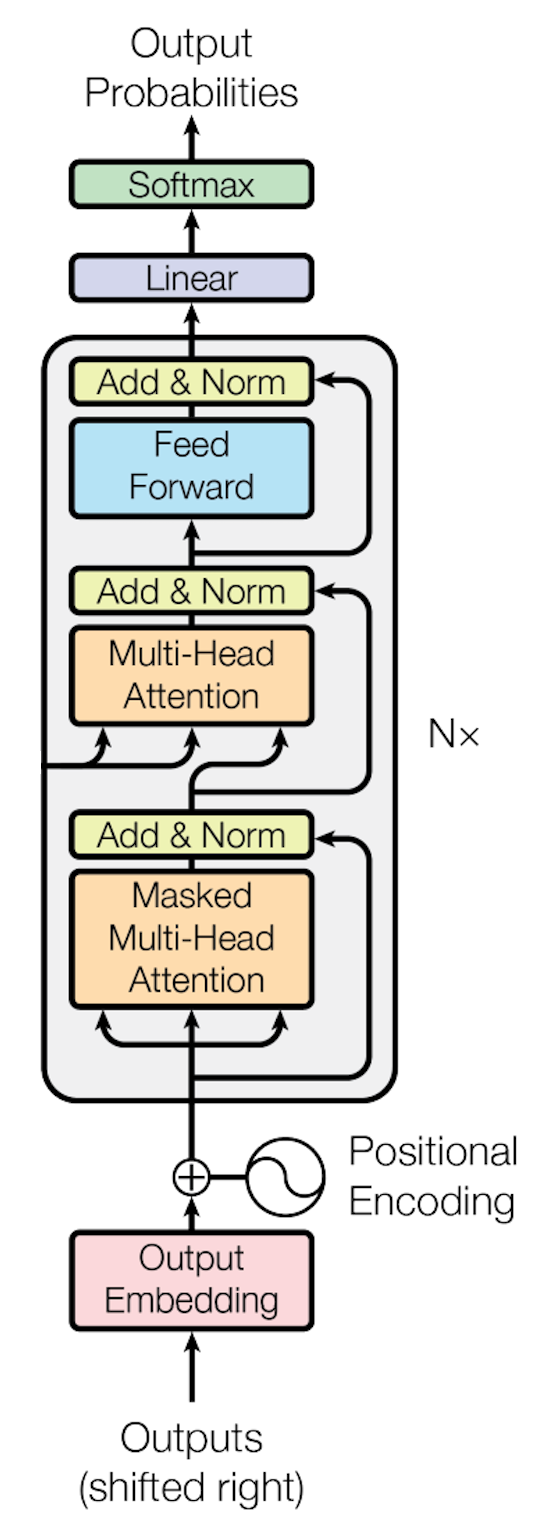 Output
Probabilities
Softmax
Linear
Add & Norm
Feed
Forward
Add & Norm
Multi-Head
Attention
N×
Add & Norm
Masked
Multi-Head
Attention
Positional
Encoding
Output
Embedding
Outputs
(shifted right)